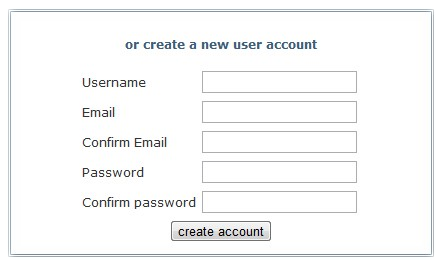 or create a new user account
Username
Email
Confirm Email
Password
Confirm password
create account